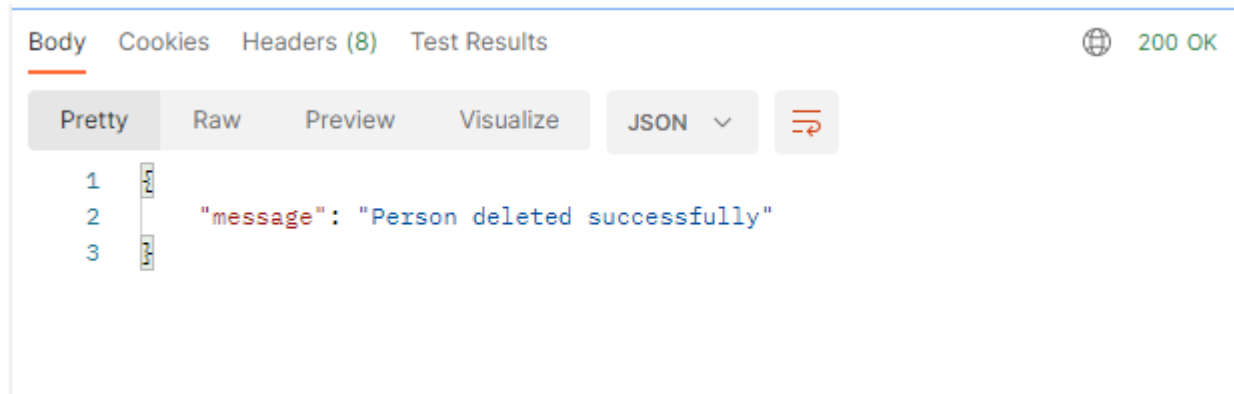 Body Cookies Headers (8) Test Results 200 OK
Pretty Raw Preview Visualize JSON
1 {
2 "message": "Person deleted successfully"
3 }